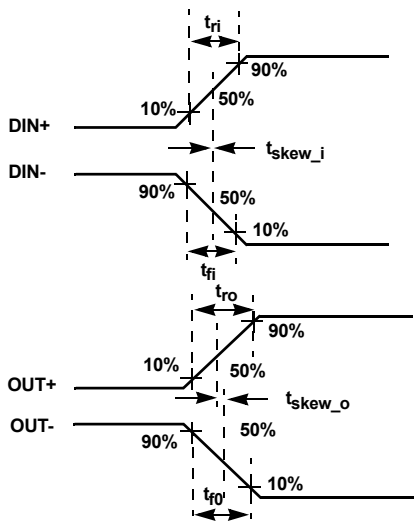 tri
90%
10%
50%
DIN+
tskew_i
DIN-
50%
90%
10%
tfi
tro
90%
10%
50%
OUT+
tskew_o
OUT-
50%
90%
10%
tf0